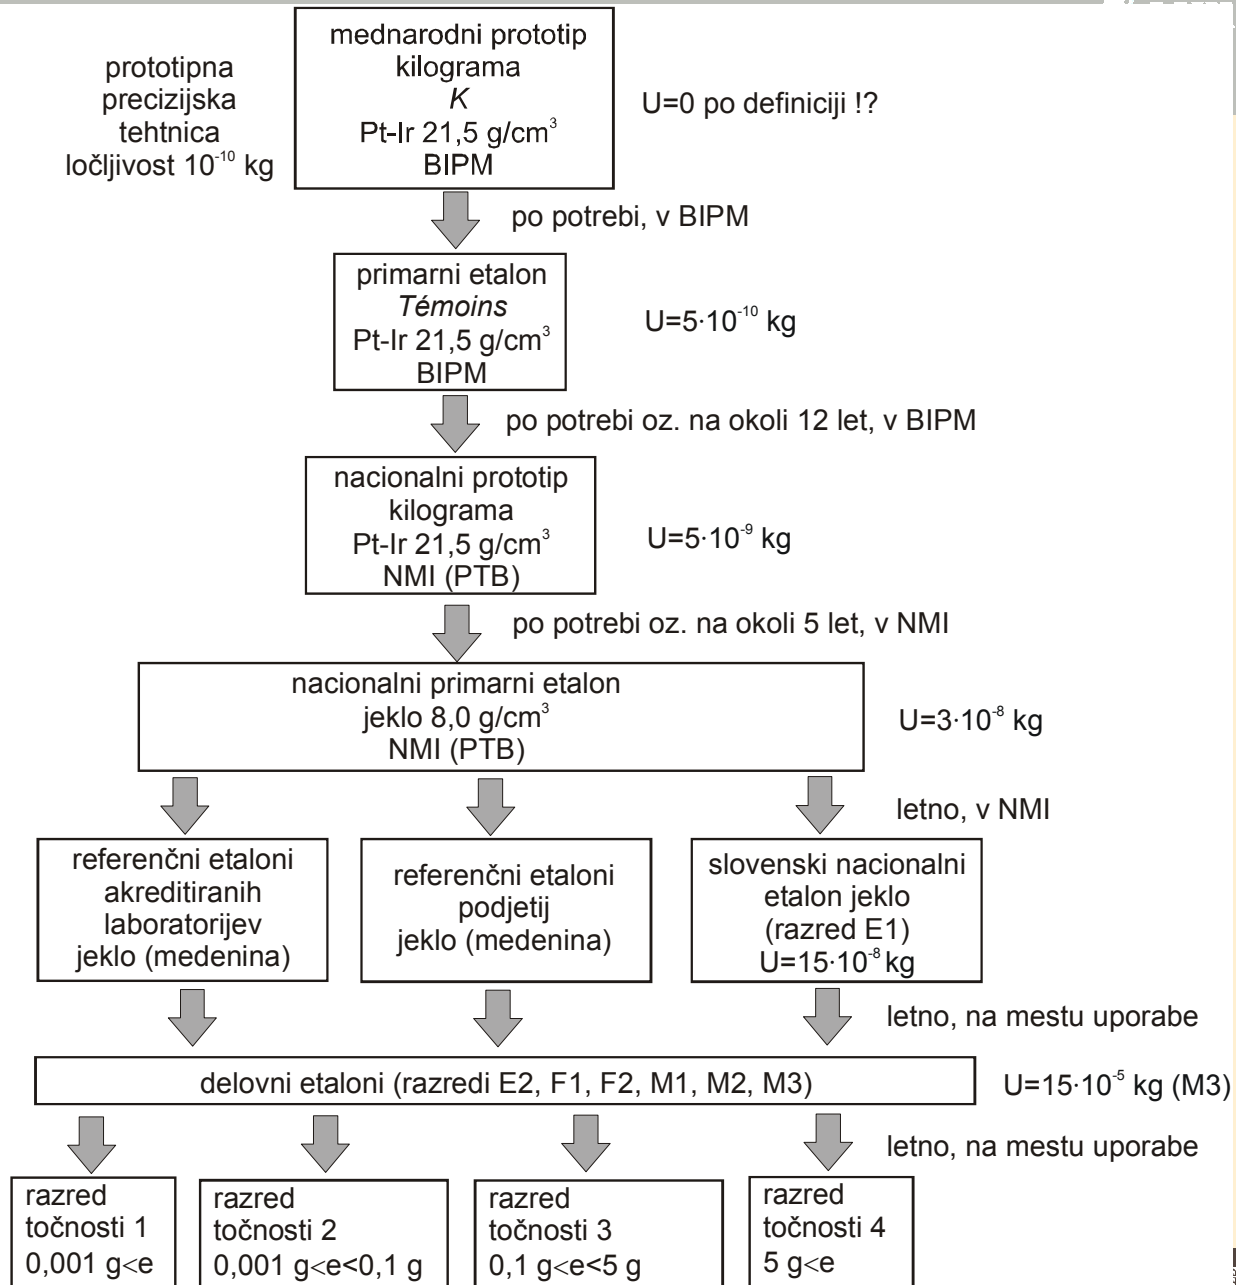 prototipna
precizijska
tehtnica
ločljivost 10⁻¹⁰ kg
mednarodni prototip
kilograma
K
Pt-Ir 21,5 g/cm³
BIPM
U=0 po definiciji !?
po potrebi, v BIPM
primarni etalon
Témoins
Pt-Ir 21,5 g/cm³
BIPM
U=5·10⁻¹⁰ kg
po potrebi oz. na okoli 12 let, v BIPM
nacionalni prototip
kilograma
Pt-Ir 21,5 g/cm³
NMI (PTB)
U=5·10⁻⁹ kg
po potrebi oz. na okoli 5 let, v NMI
nacionalni primarni etalon
jeklo 8,0 g/cm³
NMI (PTB)
U=3·10⁻⁸ kg
letno, v NMI
referenčni etaloni
akreditiranih
laboratorijev
jeklo (medenina)
referenčni etaloni
podjetij
jeklo (medenina)
slovenski nacionalni
etalon jeklo
(razred E1)
U=15·10⁻⁸ kg
letno, na mestu uporabe
delovni etaloni (razredi E2, F1, F2, M1, M2, M3)
U=15·10⁻⁵ kg (M3)
letno, na mestu uporabe
razred
točnosti 1
0,001 g<e
razred
točnosti 2
0,001 g<e<0,1 g
razred
točnosti 3
0,1 g<e<5 g
razred
točnosti 4
5 g<e